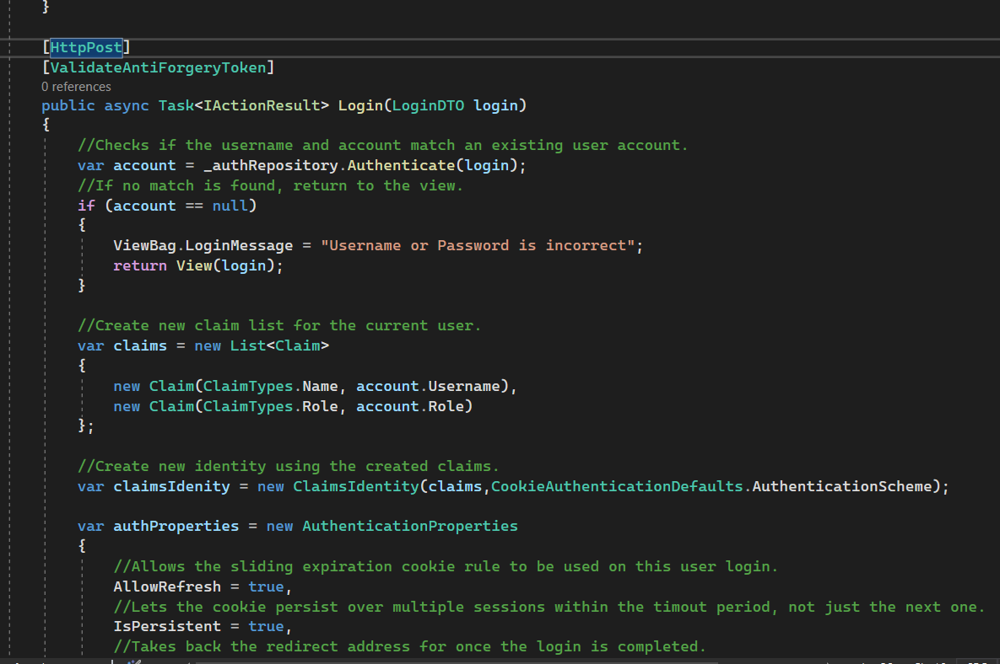 }
[HttpPost]
[ValidateAntiForgeryToken]
0 references
public async Task<IActionResult> Login(LoginDTO login)
{
//Checks if the username and account match an existing user account.
var account = _authRepository.Authenticate(login);
//If no match is found, return to the view.
if (account == null)
{
ViewBag.LoginMessage = "Username or Password is incorrect";
return View(login);
}
//Create new claim list for the current user.
var claims = new List<Claim>
{
new Claim(ClaimTypes.Name, account.Username),
new Claim(ClaimTypes.Role, account.Role)
};
//Create new identity using the created claims.
var claimsIdenity = new ClaimsIdentity(claims,CookieAuthenticationDefaults.AuthenticationScheme);
var authProperties = new AuthenticationProperties
{
//Allows the sliding expiration cookie rule to be used on this user login.
AllowRefresh = true,
//Lets the cookie persist over multiple sessions within the timout period, not just the next one.
IsPersistent = true,
//Takes back the redirect address for once the login is completed.